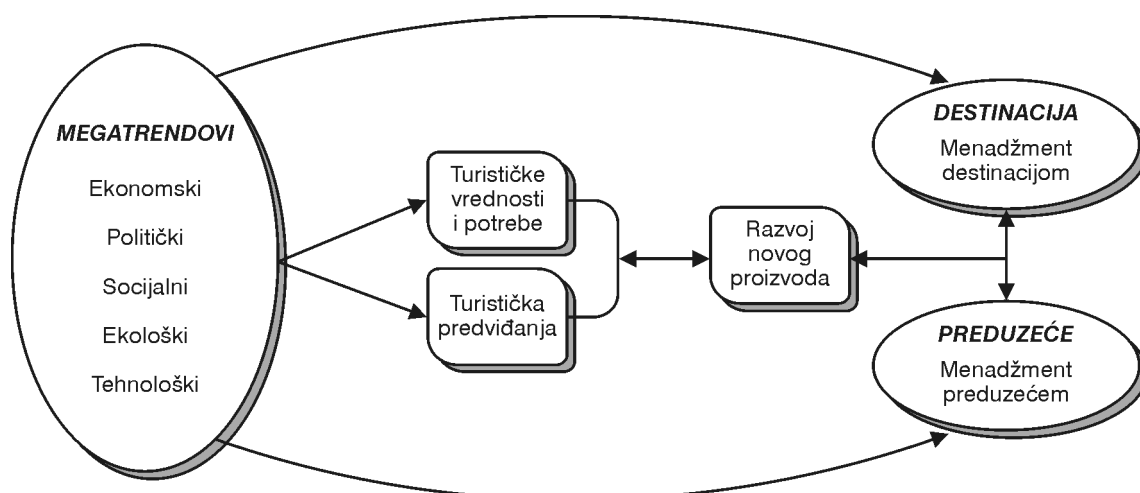 MEGATRENDOVI
Ekonomski
Politički
Socijalni
Ekološki
Tehnološki
Turističke
vrednosti
i potrebe
Turistička
predviđanja
Razvoj
novog
proizvoda
DESTINACIJA
Menadžment
destinacijom
PREDUZEĆE
Menadžment
preduzećem